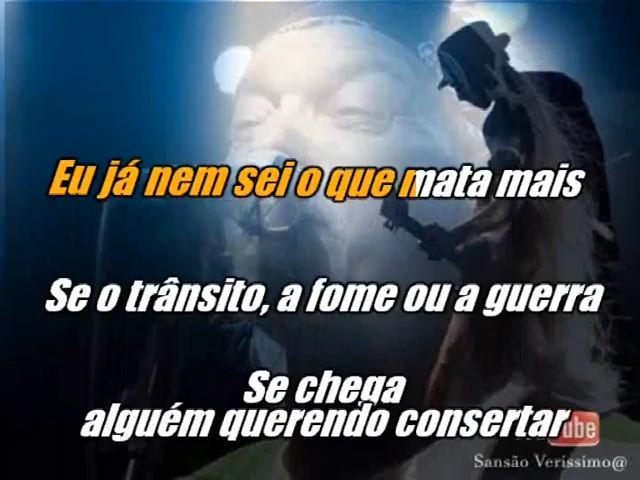 Eu já nem sei o que mata mais
Se o trânsito, a fome ou a guerra
Se chega
alguém querendo consertar
Tube
Sansão Verissimo@